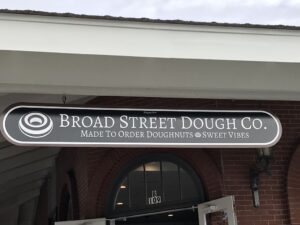 BROAD STREET DOUGH CO.
MADE TO ORDER DOUGHNUTS SWEET VIBES